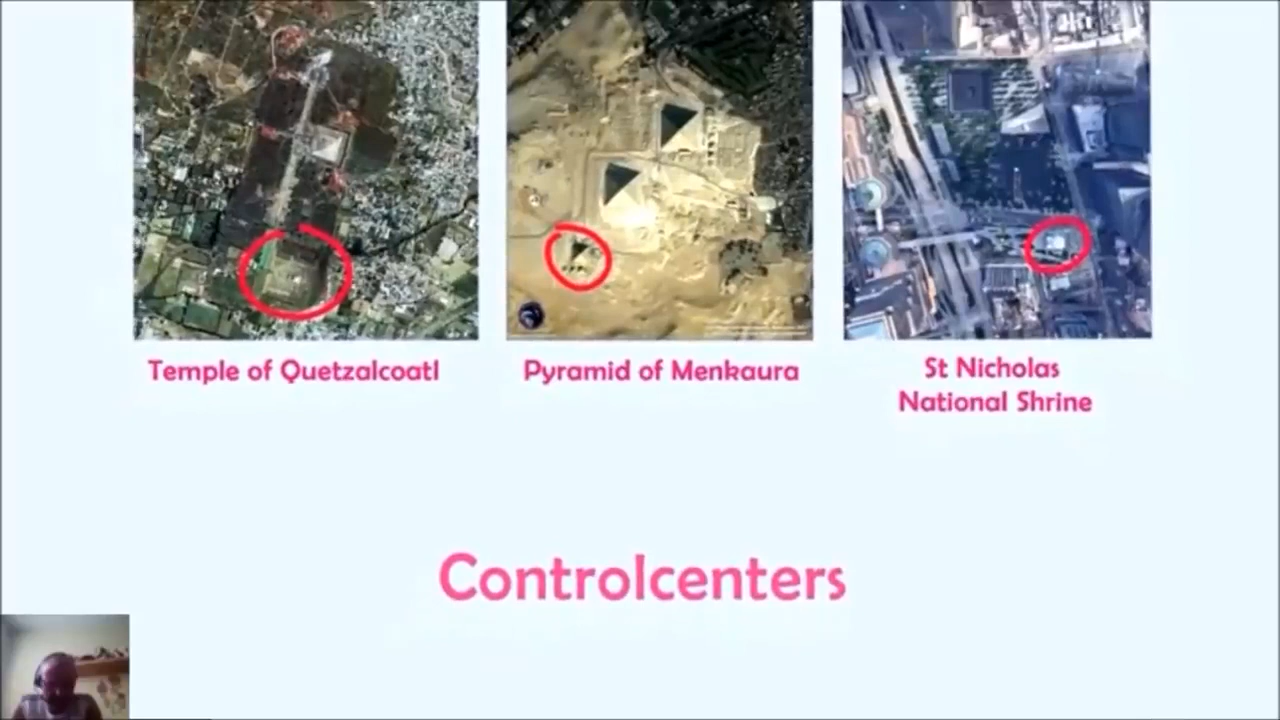 Temple of Quetzalcoatl
Pyramid of Menkaura
St Nicholas
National Shrine
Controlcenters